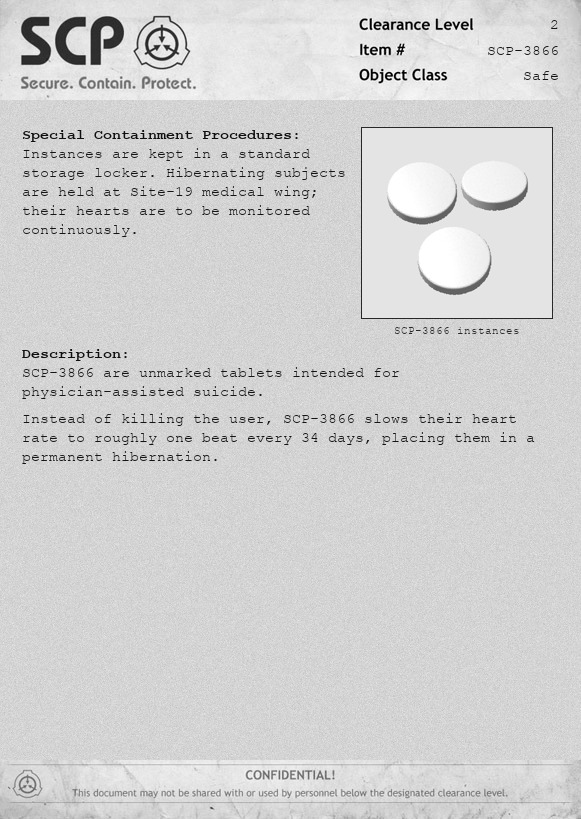 SCP
Secure. Contain. Protect.
Clearance Level 2
Item # SCP-3866
Object Class Safe
Special Containment Procedures:
Instances are kept in a standard
storage locker. Hibernating subjects
are held at Site-19 medical wing;
their hearts are to be monitored
continuously.
SCP-3866 instances
Description:
SCP-3866 are unmarked tablets intended for
physician-assisted suicide.
Instead of killing the user, SCP-3866 slows their heart
rate to roughly one beat every 34 days, placing them in a
permanent hibernation.
CONFIDENTIAL!
This document may not be shared with or used by personnel below the designated clearance level.